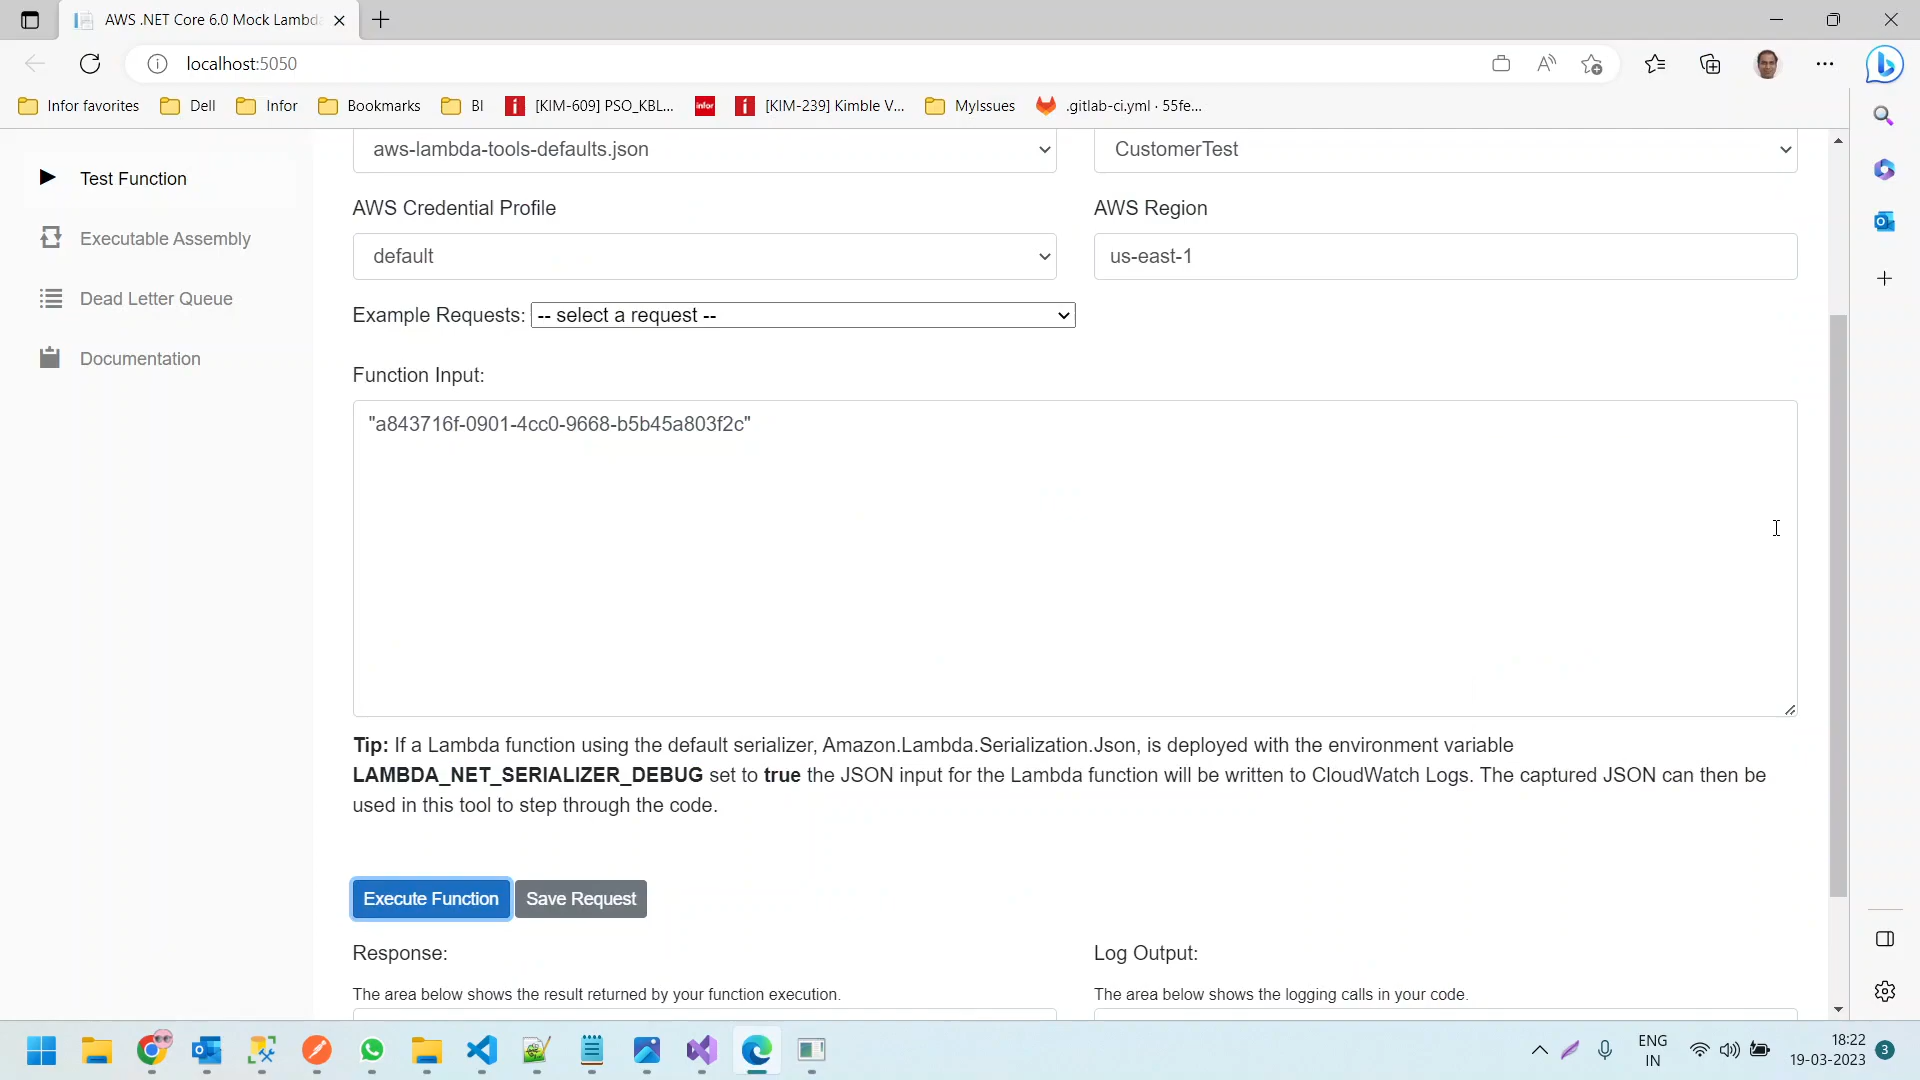 AWS .NET Core 6.0 Mock Lambda
localhost:5050
Infor favorites
Dell
Infor
Bookmarks
BI
[KIM-609] PSO_KBL...
infor
[KIM-239] Kimble V...
MyIssues
.gitlab-ci.yml · 55fe...
Test Function
Executable Assembly
Dead Letter Queue
Documentation
aws-lambda-tools-defaults.json
CustomerTest
AWS Credential Profile
AWS Region
default
us-east-1
Example Requests: -- select a request --
Function Input:
"a843716f-0901-4cc0-9668-b5b45a803f2c"
Tip: If a Lambda function using the default serializer, Amazon.Lambda.Serialization.Json, is deployed with the environment variable
LAMBDA_NET_SERIALIZER_DEBUG set to true the JSON input for the Lambda function will be written to CloudWatch Logs. The captured JSON can then be
used in this tool to step through the code.
Execute Function
Save Request
Response:
Log Output:
The area below shows the result returned by your function execution.
The area below shows the logging calls in your code.
ENG
IN
18:22
19-03-2023
3